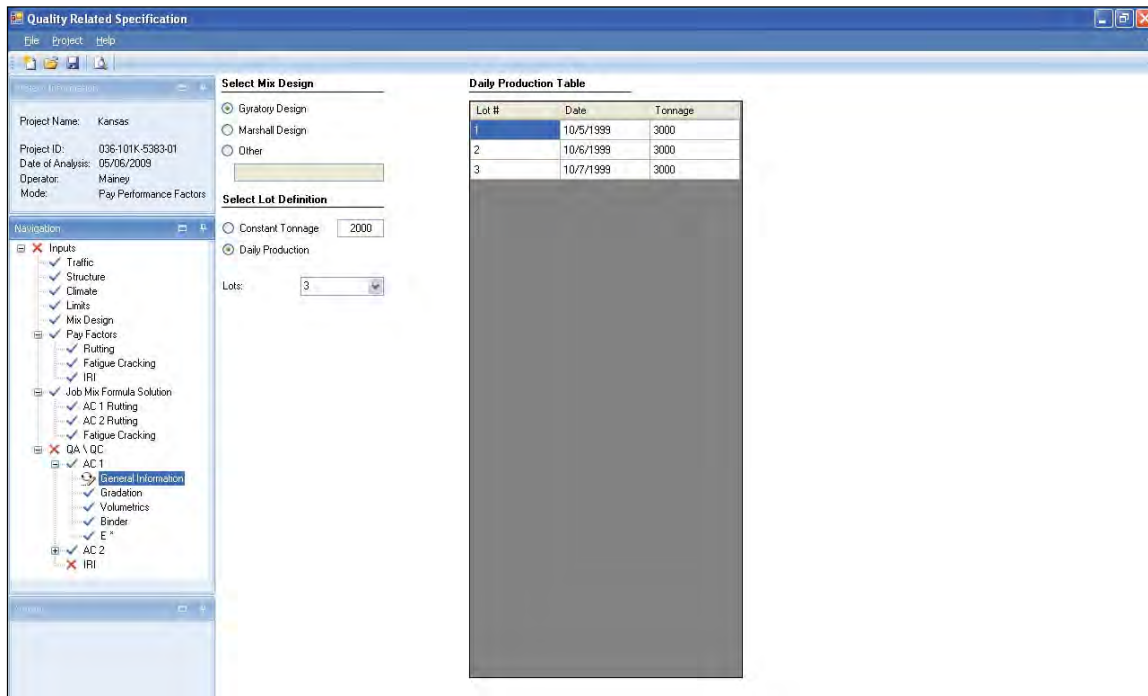 Quality Related Specification
File Project Help
Project Information
Project Name: Kansas
Project ID: 036-101K-5383-01
Date of Analysis: 05/06/2009
Operator: Mainey
Mode: Pay Performance Factors
Navigation
Inputs
Traffic
Structure
Climate
Limits
Mix Design
Pay Factors
Rutting
Fatigue Cracking
IRI
Job Mix Formula Solution
AC 1 Rutting
AC 2 Rutting
Fatigue Cracking
QA \ QC
AC 1
General Information
Gradation
Volumetrics
Binder
E *
AC 2
IRI
Select Mix Design
Gyratory Design
Marshall Design
Other
Select Lot Definition
Constant Tonnage 2000
Daily Production
Lots: 3
Daily Production Table
Lot # Date Tonnage
1 10/5/1999 3000
2 10/6/1999 3000
3 10/7/1999 3000